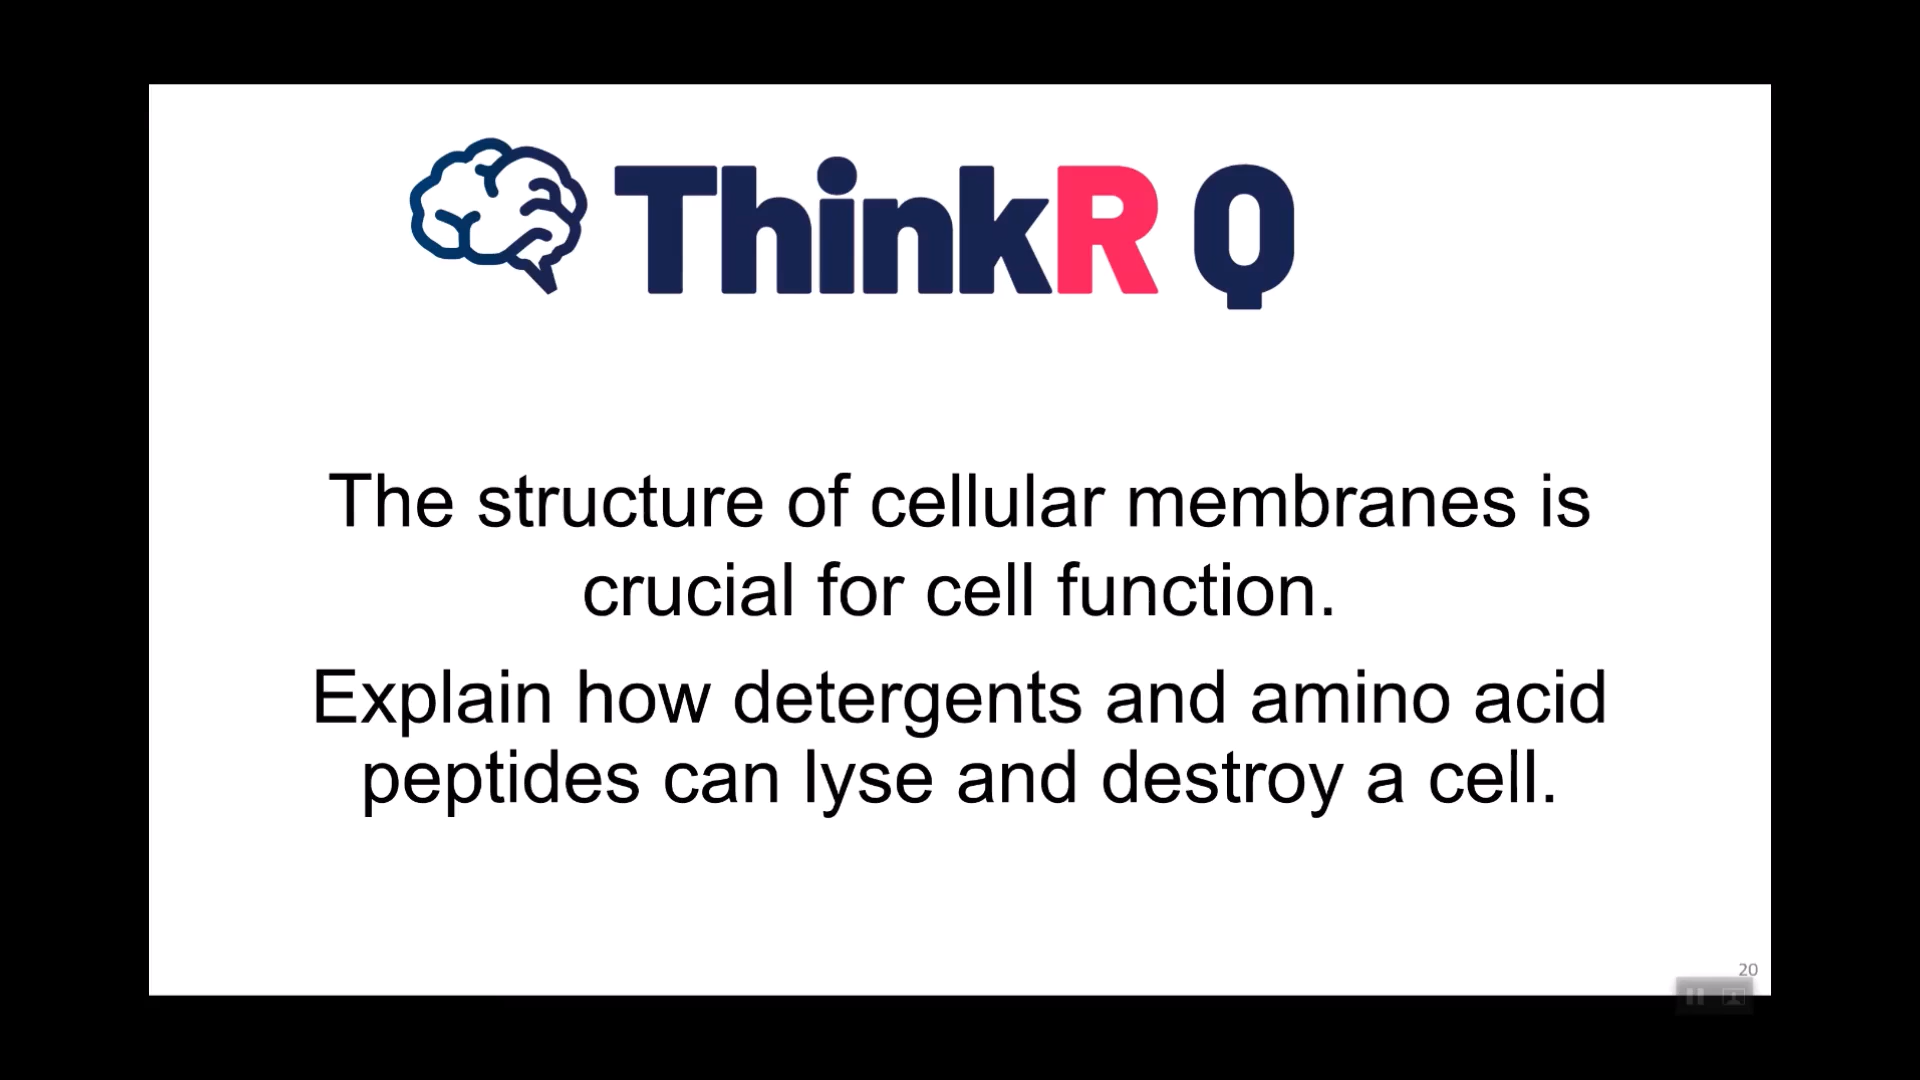 ThinkR Q
The structure of cellular membranes is
crucial for cell function.
Explain how detergents and amino acid
peptides can lyse and destroy a cell.
20